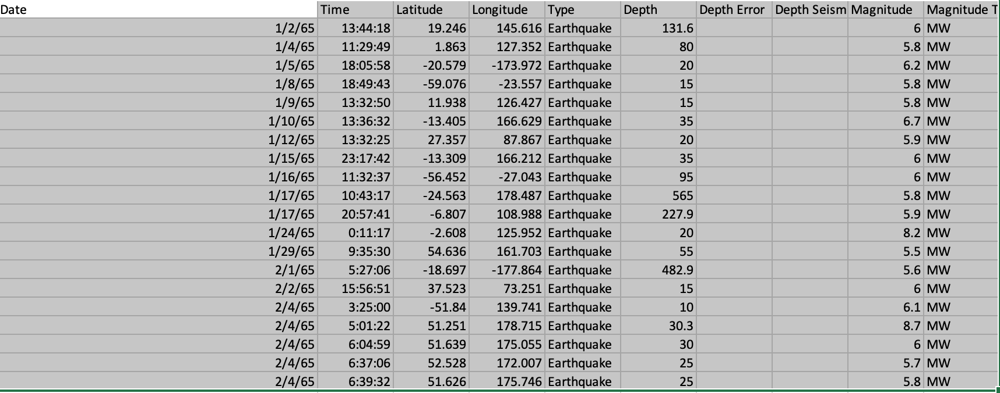 Date Time Latitude Longitude Type Depth Depth Error Depth Seism Magnitude Magnitude T
1/2/65 13:44:18 19.246 145.616 Earthquake 131.6 6 MW
1/4/65 11:29:49 1.863 127.352 Earthquake 80 5.8 MW
1/5/65 18:05:58 -20.579 -173.972 Earthquake 20 6.2 MW
1/8/65 18:49:43 -59.076 -23.557 Earthquake 15 5.8 MW
1/9/65 13:32:50 11.938 126.427 Earthquake 15 5.8 MW
1/10/65 13:36:32 -13.405 166.629 Earthquake 35 6.7 MW
1/12/65 13:32:25 27.357 87.867 Earthquake 20 5.9 MW
1/15/65 23:17:42 -13.309 166.212 Earthquake 35 6 MW
1/16/65 11:32:37 -56.452 -27.043 Earthquake 95 6 MW
1/17/65 10:43:17 -24.563 178.487 Earthquake 565 5.8 MW
1/17/65 20:57:41 -6.807 108.988 Earthquake 227.9 5.9 MW
1/24/65 0:11:17 -2.608 125.952 Earthquake 20 8.2 MW
1/29/65 9:35:30 54.636 161.703 Earthquake 55 5.5 MW
2/1/65 5:27:06 -18.697 -177.864 Earthquake 482.9 5.6 MW
2/2/65 15:56:51 37.523 73.251 Earthquake 15 6 MW
2/4/65 3:25:00 -51.84 139.741 Earthquake 10 6.1 MW
2/4/65 5:01:22 51.251 178.715 Earthquake 30.3 8.7 MW
2/4/65 6:04:59 51.639 175.055 Earthquake 30 6 MW
2/4/65 6:37:06 52.528 172.007 Earthquake 25 5.7 MW
2/4/65 6:39:32 51.626 175.746 Earthquake 25 5.8 MW